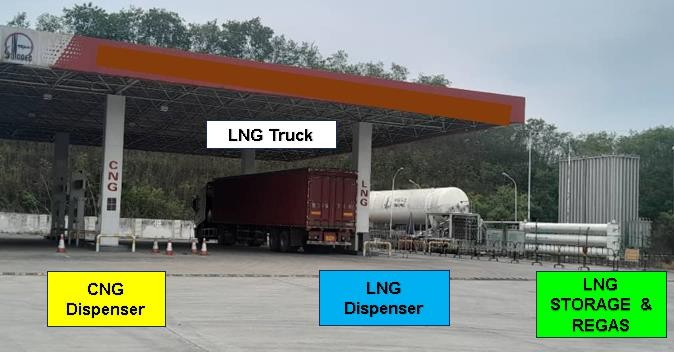 LNG Truck
CNG
LNG
CNG
Dispenser
LNG
Dispenser
LNG
STORAGE &
REGAS